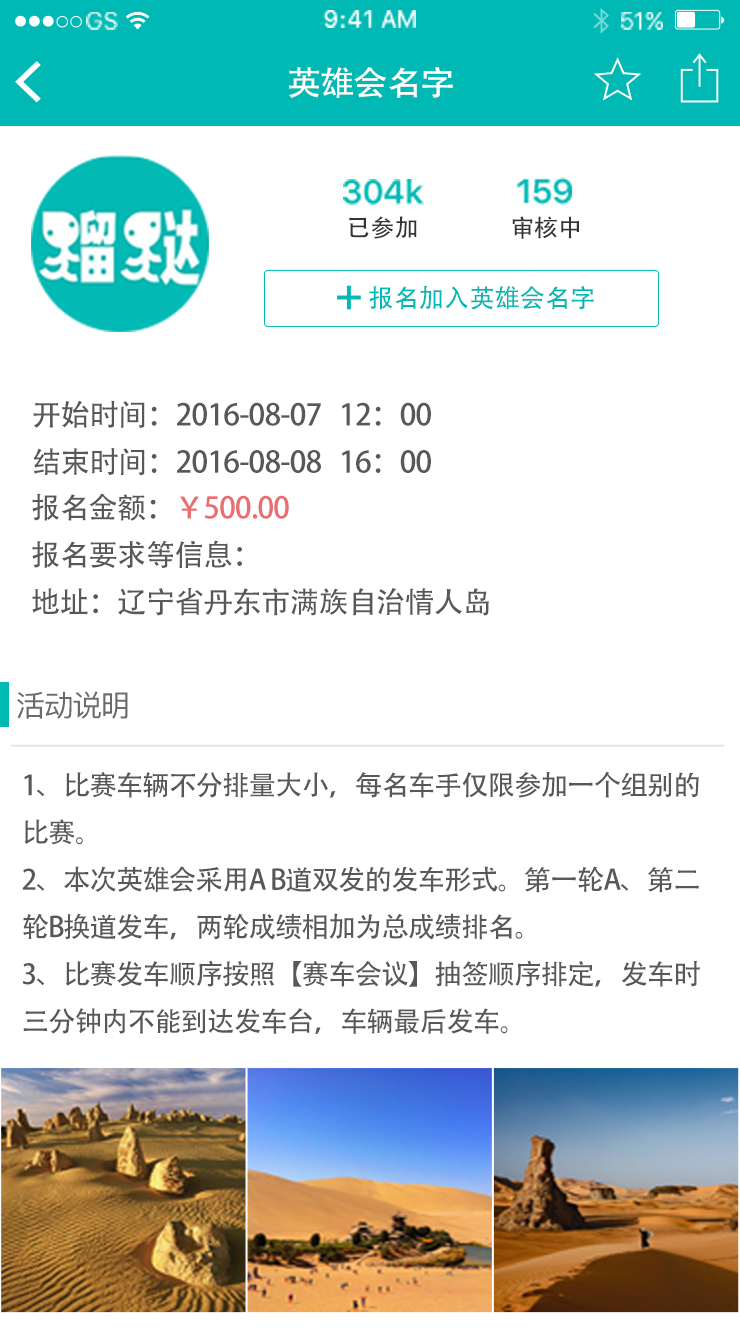 GS 9:41 AM 51%
英雄会名字
304k 159
已参加 审核中
蹓跶
+ 报名加入英雄会名字
开始时间：2016-08-07 12：00
结束时间：2016-08-08 16：00
报名金额：￥500.00
报名要求等信息：
地址：辽宁省丹东市满族自治情人岛
活动说明
1、比赛车辆不分排量大小，每名车手仅限参加一个组别的
比赛。
2、本次英雄会采用AB道双发的发车形式。第一轮A、第二
轮B换道发车，两轮成绩相加为总成绩排名。
3、比赛发车顺序按照【赛车会议】抽签顺序排定，发车时
三分钟内不能到达发车台，车辆最后发车。